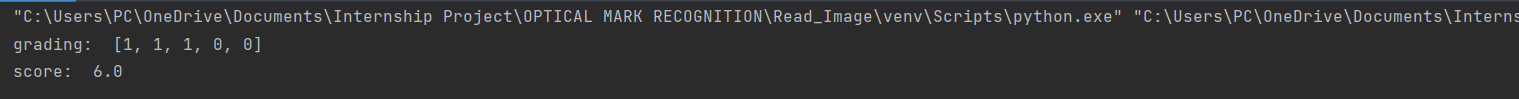 "C:\Users\PC\OneDrive\Documents\Internship Project\OPTICAL MARK RECOGNITION\Read_Image\venv\Scripts\python.exe" "C:\Users\PC\OneDrive\Documents\Interns
grading:  [1, 1, 1, 0, 0]
score:  6.0